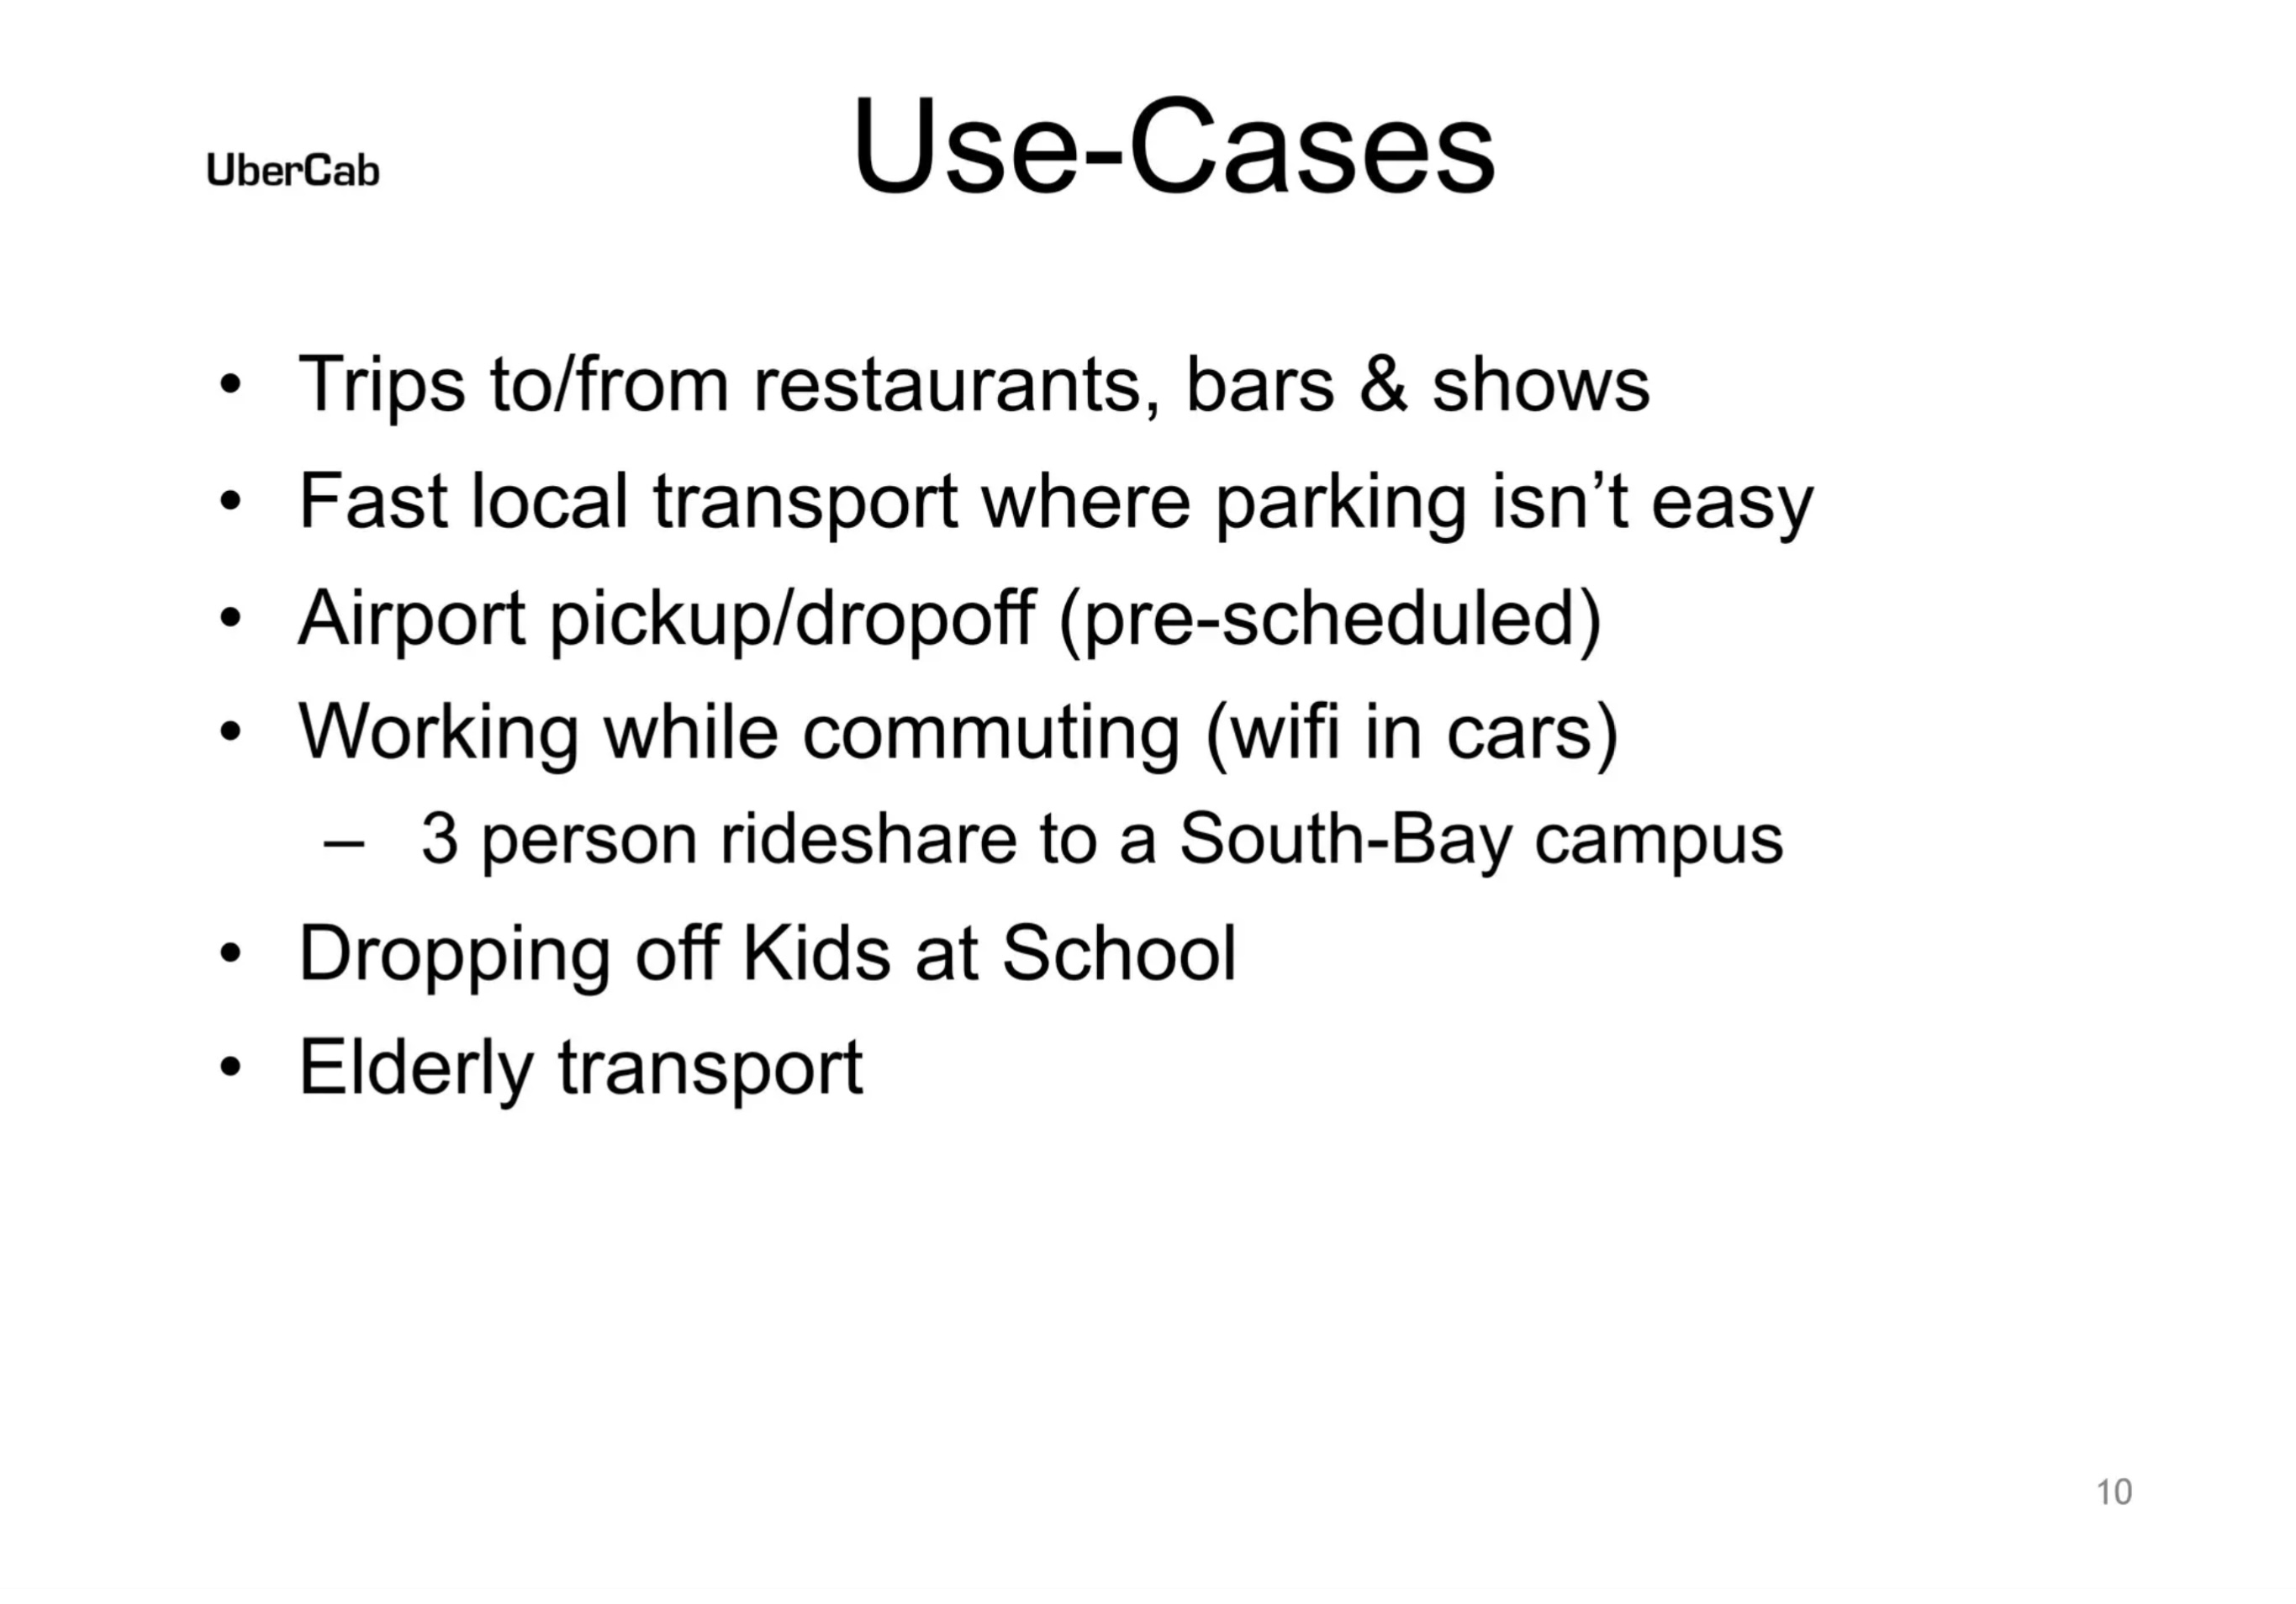 UberCab
Use-Cases
• Trips to/from restaurants, bars & shows
• Fast local transport where parking isn’t easy
• Airport pickup/dropoff (pre-scheduled)
• Working while commuting (wifi in cars)
– 3 person rideshare to a South-Bay campus
• Dropping off Kids at School
• Elderly transport
10